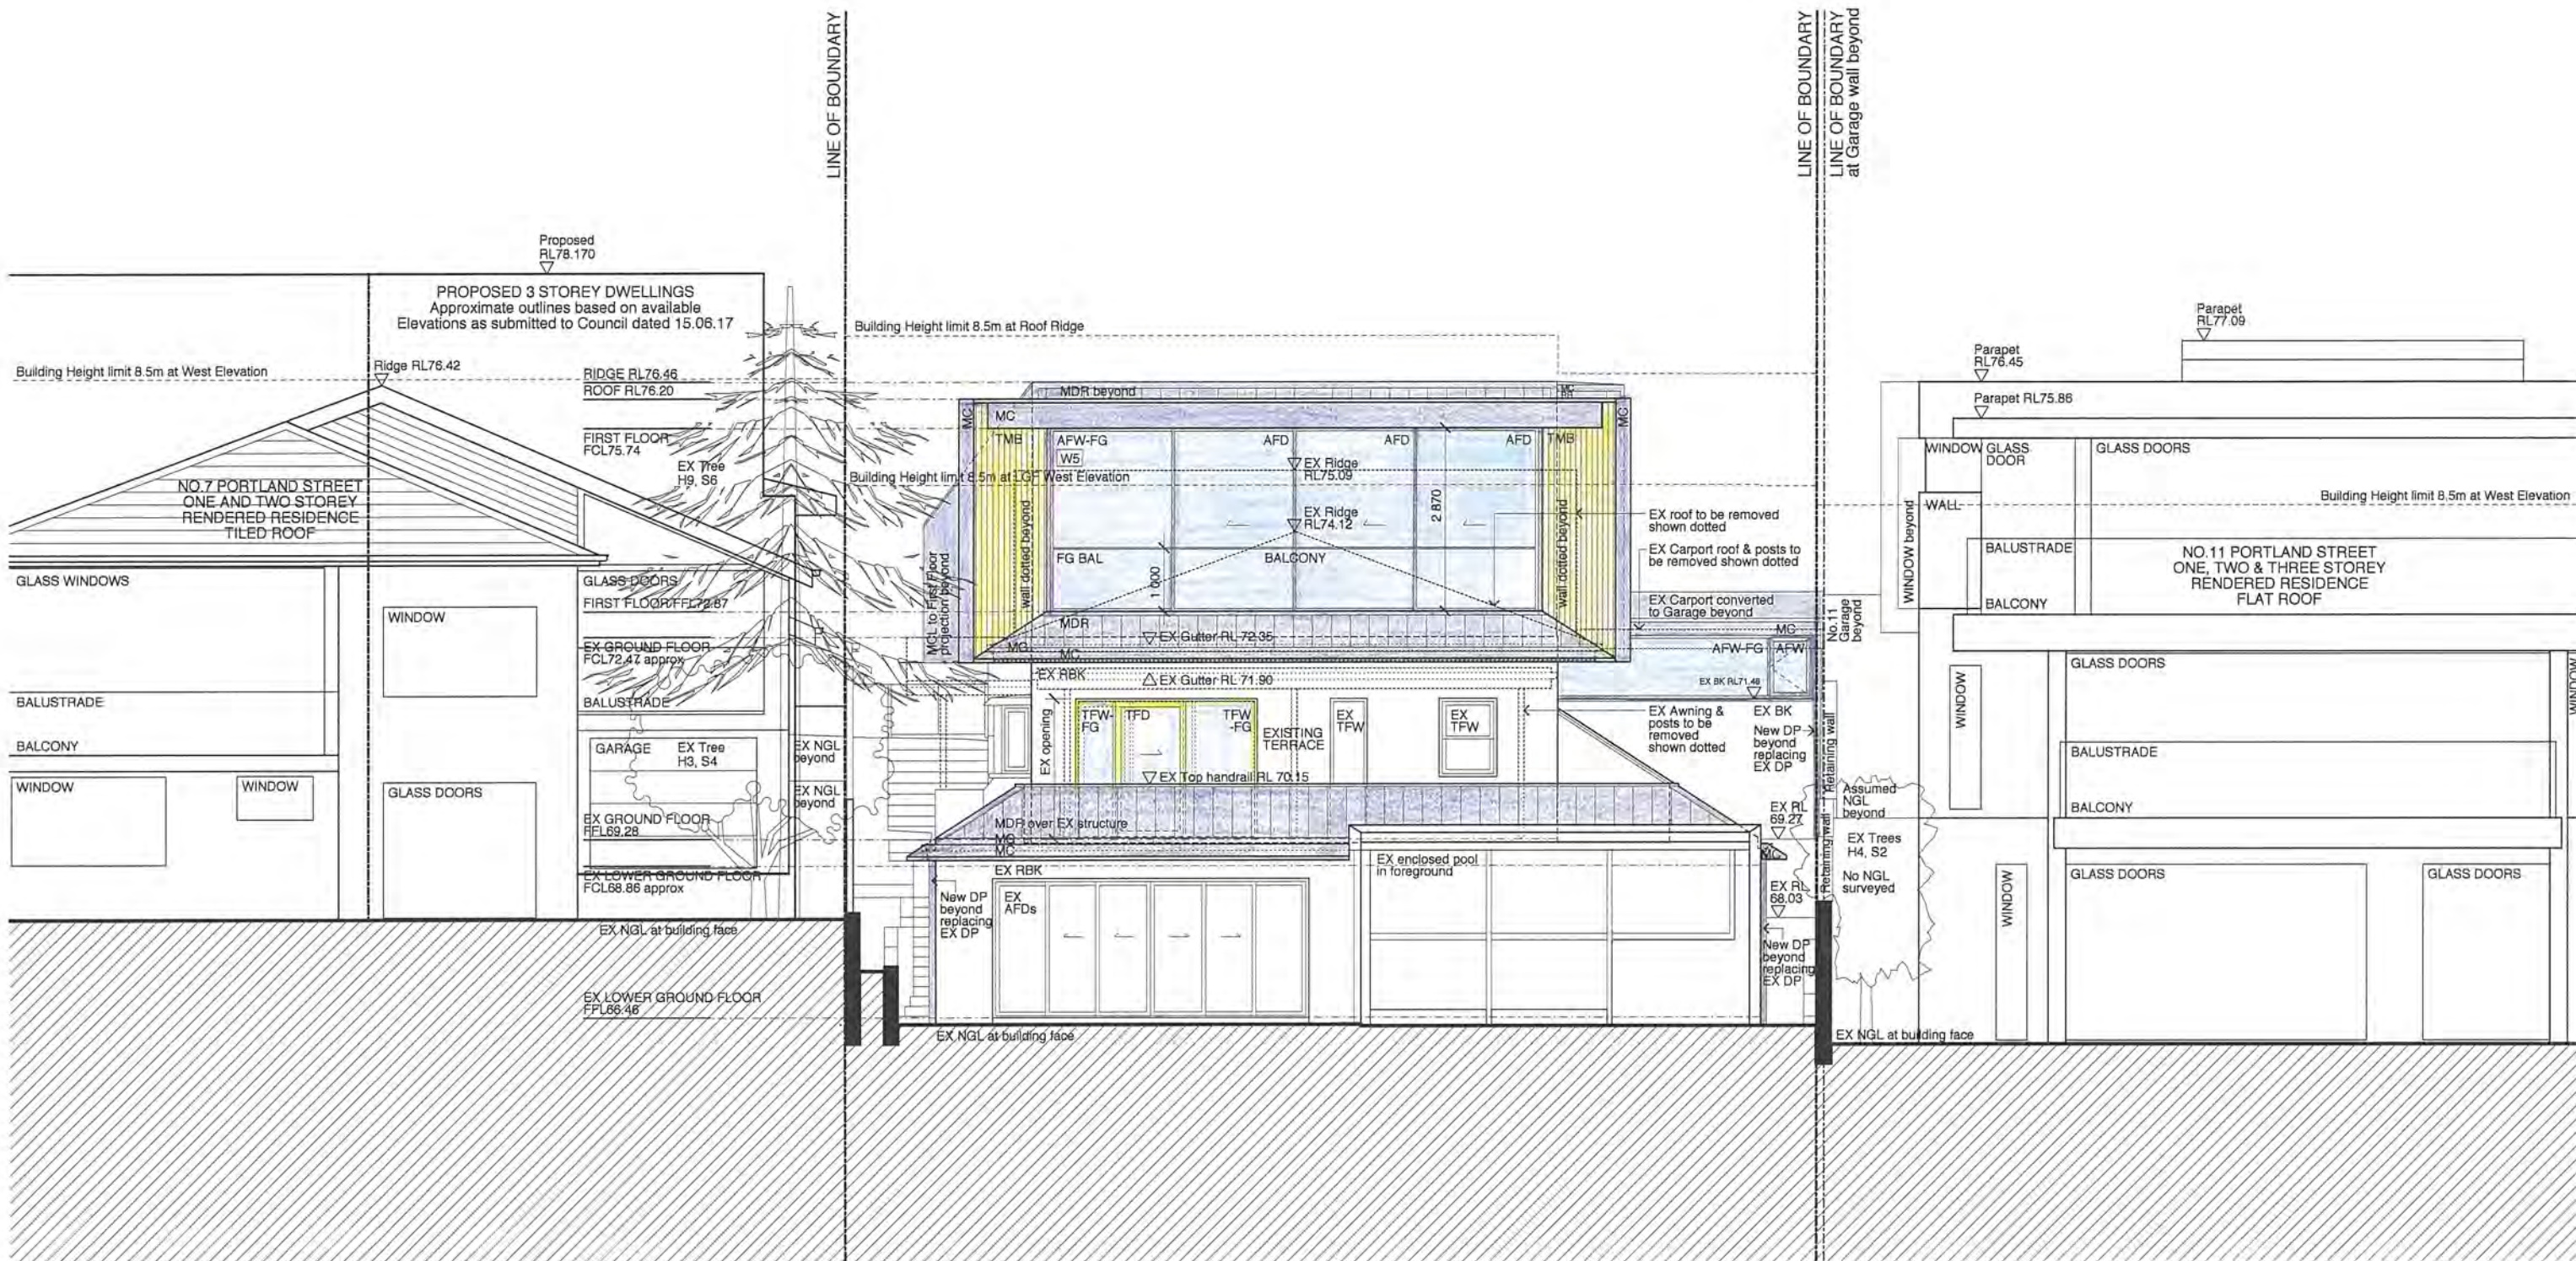 LINE OF BOUNDARY
LINE OF BOUNDARY
LINE OF BOUNDARY
at Garage wall beyond
Proposed
RL78.170
PROPOSED 3 STOREY DWELLINGS
Approximate outlines based on available
Elevations as submitted to Council dated 15.06.17
Building Height limit 8.5m at West Elevation
Ridge RL76.42
RIDGE RL76.46
ROOF RL76.20
FIRST FLOOR
FCL75.74
EX Tree
H9, S6
NO.7 PORTLAND STREET
ONE AND TWO STOREY
RENDERED RESIDENCE
TILED ROOF
GLASS WINDOWS
WINDOW
GLASS DOORS
FIRST FLOOR FFL72.87
EX GROUND FLOOR
FCL72.47 approx
BALUSTRADE
BALUSTRADE
BALCONY
GARAGE
EX Tree
H3, S4
EX NGL
beyond
EX NGL
beyond
WINDOW
WINDOW
GLASS DOORS
EX GROUND FLOOR
FFL69.28
EX LOWER GROUND FLOOR
FCL68.86 approx
EX NGL at building face
EX LOWER GROUND FLOOR
FFL66.46
Building Height limit 8.5m at Roof Ridge
MDR beyond
MC
MC
MC
MC
TMB
AFW-FG
W5
AFD
AFD
AFD
TMB
Building Height limit 8.5m at LGF West Elevation
EX Ridge
RL75.09
EX Ridge
RL74.12
2 870
wall dotted beyond
wall dotted beyond
MCL to First Floor
projection beyond
FG BAL
BALCONY
1 000
EX roof to be removed
shown dotted
EX Carport roof & posts to
be removed shown dotted
EX Carport converted
to Garage beyond
No.11
Garage
beyond
MDR
EX Gutter RL 72.35
MG
MC
MC
AFW-FG
AFW
EX RBK
EX Gutter RL 71.90
EX BK RL71.48
EX opening
TFW-
FG
TFD
TFW
-FG
EXISTING
TERRACE
EX
TFW
EX
TFW
EX Awning &
posts to be
removed
shown dotted
EX BK
New DP
beyond
replacing
EX DP
Retaining wall
EX Top handrail RL 70.15
MDR over EX structure
MG
MC
EX RL
69.27
MC
Retaining wall
EX RBK
EX enclosed pool
in foreground
EX
AFDs
New DP
beyond
replacing
EX DP
EX RL
68.03
New DP
beyond
replacing
EX DP
EX NGL at building face
Assumed
NGL
beyond
EX Trees
H4, S2
No NGL
surveyed
Parapet
RL77.09
Parapet
RL76.45
Parapet RL75.86
WINDOW
GLASS
DOOR
GLASS DOORS
Building Height limit 8.5m at West Elevation
WALL
WINDOW beyond
BALUSTRADE
NO.11 PORTLAND STREET
ONE, TWO & THREE STOREY
RENDERED RESIDENCE
FLAT ROOF
BALCONY
GLASS DOORS
WINDOW
WINDOW
BALUSTRADE
BALCONY
GLASS DOORS
GLASS DOORS
WINDOW
EX NGL at building face